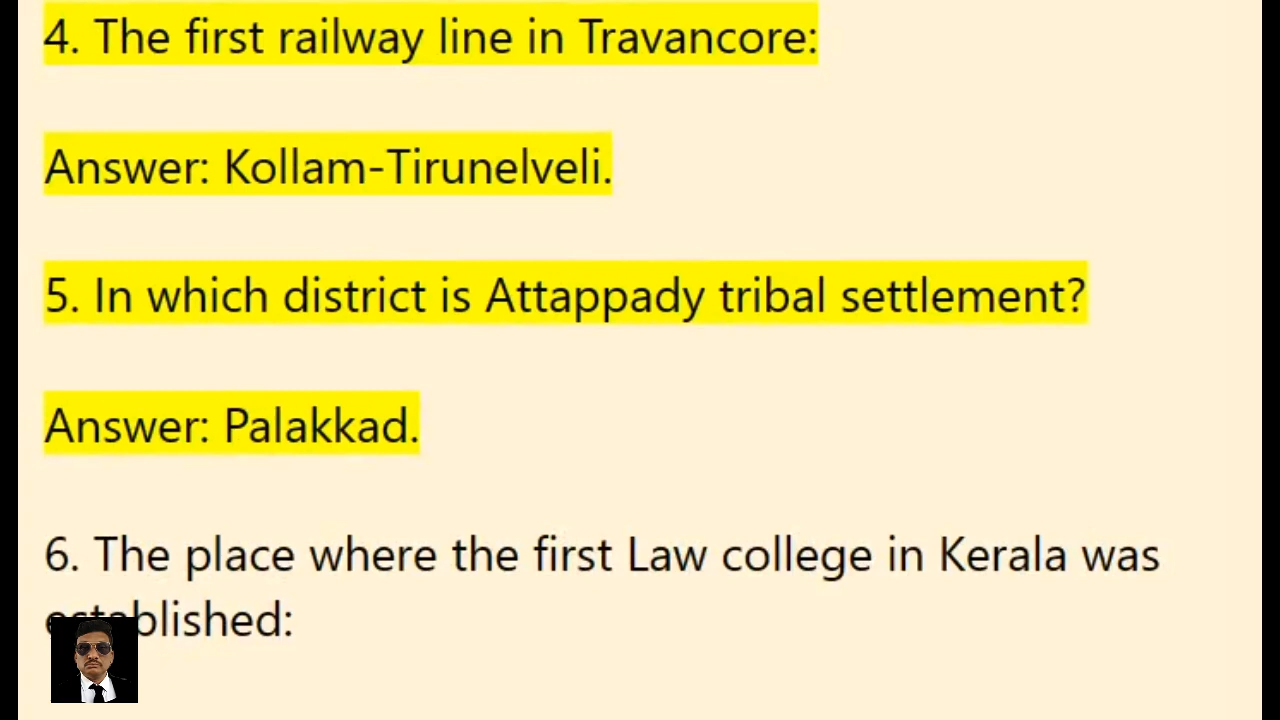 4. The first railway line in Travancore:
Answer: Kollam-Tirunelveli.
5. In which district is Attappady tribal settlement?
Answer: Palakkad.
6. The place where the first Law college in Kerala was
established: